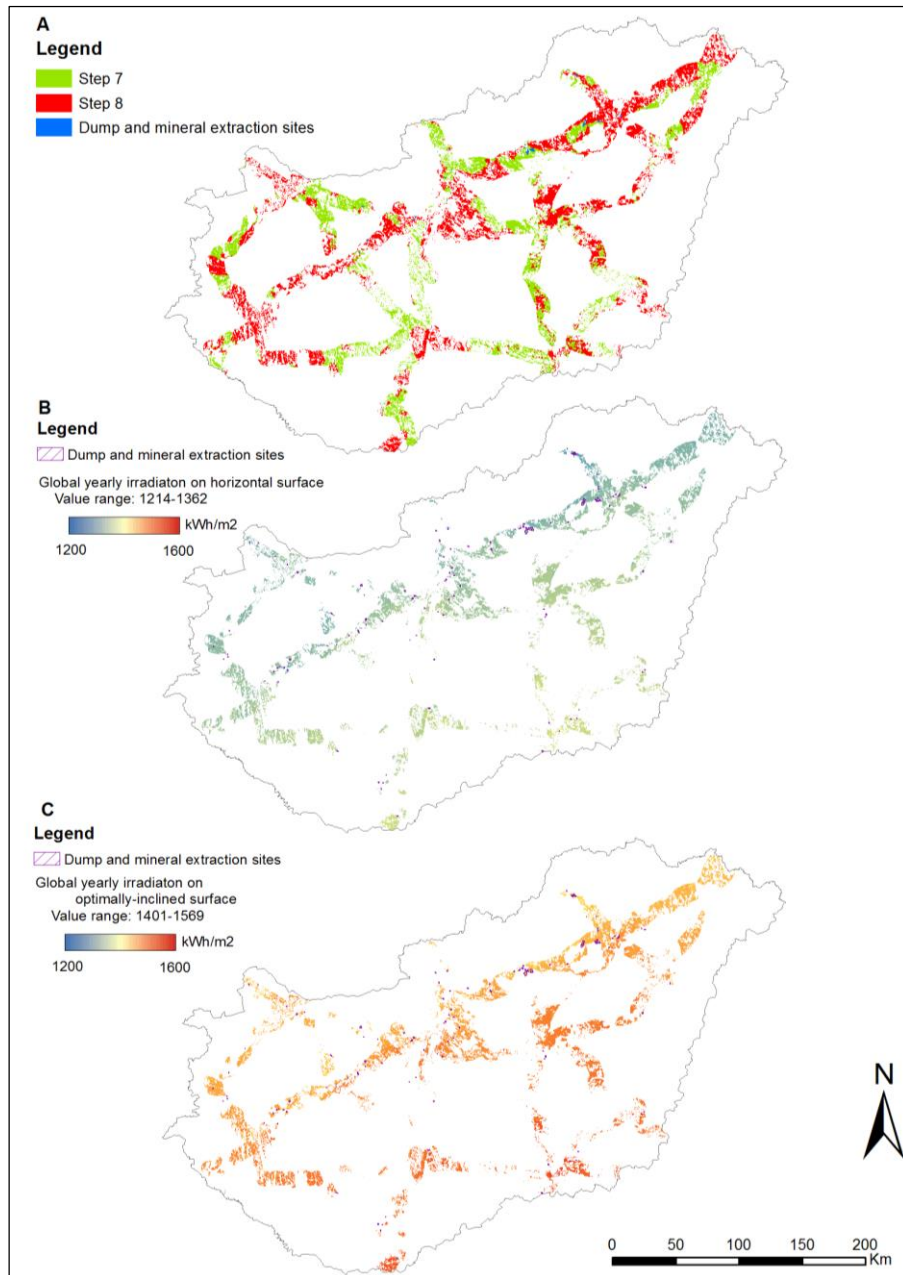 A
Legend
Step 7
Step 8
Dump and mineral extraction sites
B
Legend
Dump and mineral extraction sites
Global yearly irradiation on horizontal surface
Value range: 1214-1362
kWh/m2
1200 1600
C
Legend
Dump and mineral extraction sites
Global yearly irradiaton on
optimally-inclined surface
Value range: 1401-1569
kWh/m2
1200 1600
N
0 50 100 150 200
Km